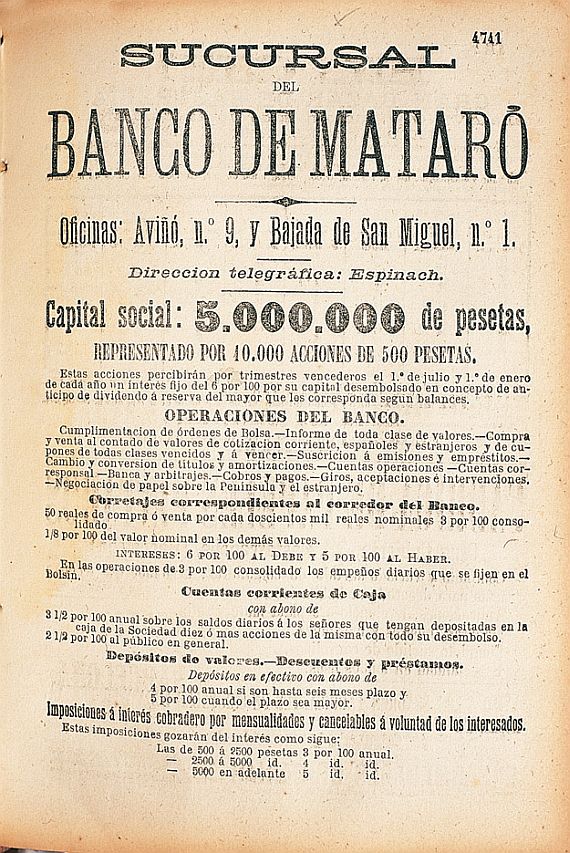 4741
SUCURSAL
DEL
BANCO DE MATARÓ
Oficinas: Aviñó, n.º 9, y Bajada de San Miguel, n.º 1.
Direccion telegráfica: Espinach.
Capital social: 5.000.000 de pesetas,
REPRESENTADO POR 10.000 ACCIONES DE 500 PESETAS.
Estas acciones percibirán por trimestres vencederos el 1.º de julio y 1.º de enero
de cada año un interés fijo del 6 por 100 por su capital desembolsado en concepto de an-
ticipo de dividendo á reserva del mayor que les corresponda segun balances.
OPERACIONES DEL BANCO.
Cumplimentacion de órdenes de Bolsa.—Informe de toda clase de valores.—Compra
y venta al contado de valores de cotizacion corriente, españoles y estranjeros y de cu-
pones de todas clases vencidos y á vencer.—Suscricion á emisiones y empréstitos.—
Cambio y conversion de títulos y amortizaciones.—Cuentas operaciones—Cuentas cor-
responsal—Banca y arbitrajes.—Cobros y pagos.—Giros, aceptaciones é intervenciones.
—Negociación de papel sobre la Península y el estranjero.
Corretajes correspondientes al corredor del Banco.
50 reales de compra ó venta por cada doscientos mil reales nominales 3 por 100 conso-
lidado
1/8 por 100 del valor nominal en los demás valores.
INTERESES: 6 POR 100 AL DEBE Y 5 POR 100 AL HABER.
En las operaciones de 3 por 100 consolidado los empeños diarios que se fijen en el
Bolsin.
Cuentas corrientes de Caja
con abono de
3 1/2 por 100 anual sobre los saldos diarios á los señores que tengan depositadas en la
caja de la Sociedad diez ó mas acciones de la misma con todo su desembolso.
2 1/2 por 100 al público en general.
Depósitos de valores.—Descuentos y préstamos.
Depósitos en efectivo con abono de
4 por 100 anual si son hasta seis meses plazo y
5 por 100 cuando el plazo sea mayor.
Imposiciones á interés cobradero por mensualidades y cancelables á voluntad de los interesados.
Estas imposiciones gozarán del interés como sigue:
Las de 500 á 2500 pesetas 3 por 100 anual.
— 2500 á 5000 id. 4 id. id.
— 5000 en adelante 5 id. id.